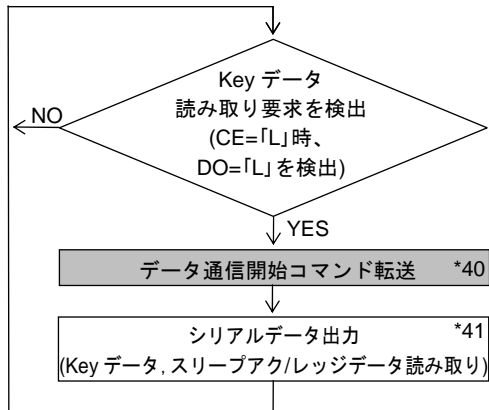 Key データ
読み取り要求を検出
(CE=「L」時、
DO=「L」を検出)
NO
YES
データ通信開始コマンド転送 *40
シリアルデータ出力 *41
(Key データ, スリープアク/レッジデータ読み取り)